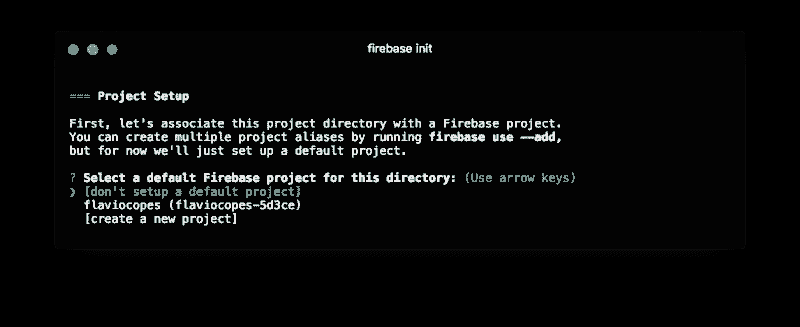 firebase init
=== Project Setup
First, let's associate this project directory with a Firebase project.
You can create multiple project aliases by running firebase use --add,
but for now we'll just set up a default project.
? Select a default Firebase project for this directory: (Use arrow keys)
❯ [don't setup a default project]
flaviocopes (flaviocopes-5d3ce)
[create a new project]